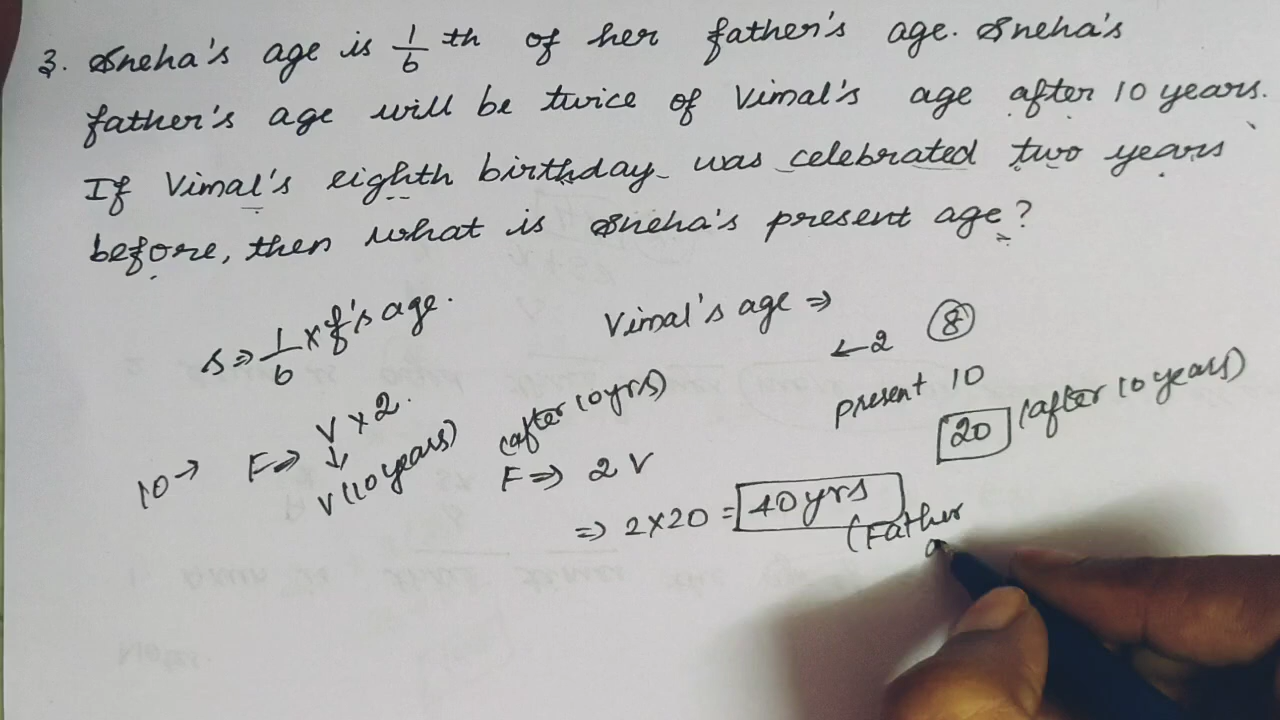 3. Sneha's age is 1/6 th of her father's age. Sneha's
father's age will be twice of Vimal's age after 10 years.
If Vimal's eighth birthday was celebrated two years
before, then what is Sneha's present age?
S ⇒ 1/6 × f's age.
Vimal's age ⇒
←2 (8)
present 10
20 (after 10 years)
10 → F ⇒ V × 2.
↓
V (10 years)
(after 10 yrs)
F ⇒ 2 V
⇒ 2×20 = 40 yrs
(Father